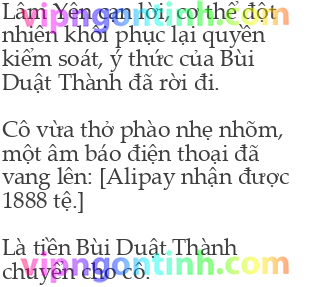 Lâm Yên cạn lời, cơ thể đột
nhiên khôi phục lại quyền
kiểm soát, ý thức của Bùi
Duật Thành đã rời đi.
Cô vừa thở phào nhẹ nhõm,
một âm báo điện thoại đã
vang lên: [Alipay nhận được
1888 tệ.]
Là tiền Bùi Duật Thành
chuyển cho cô.
vipngontinh.com
vipngontinh.com